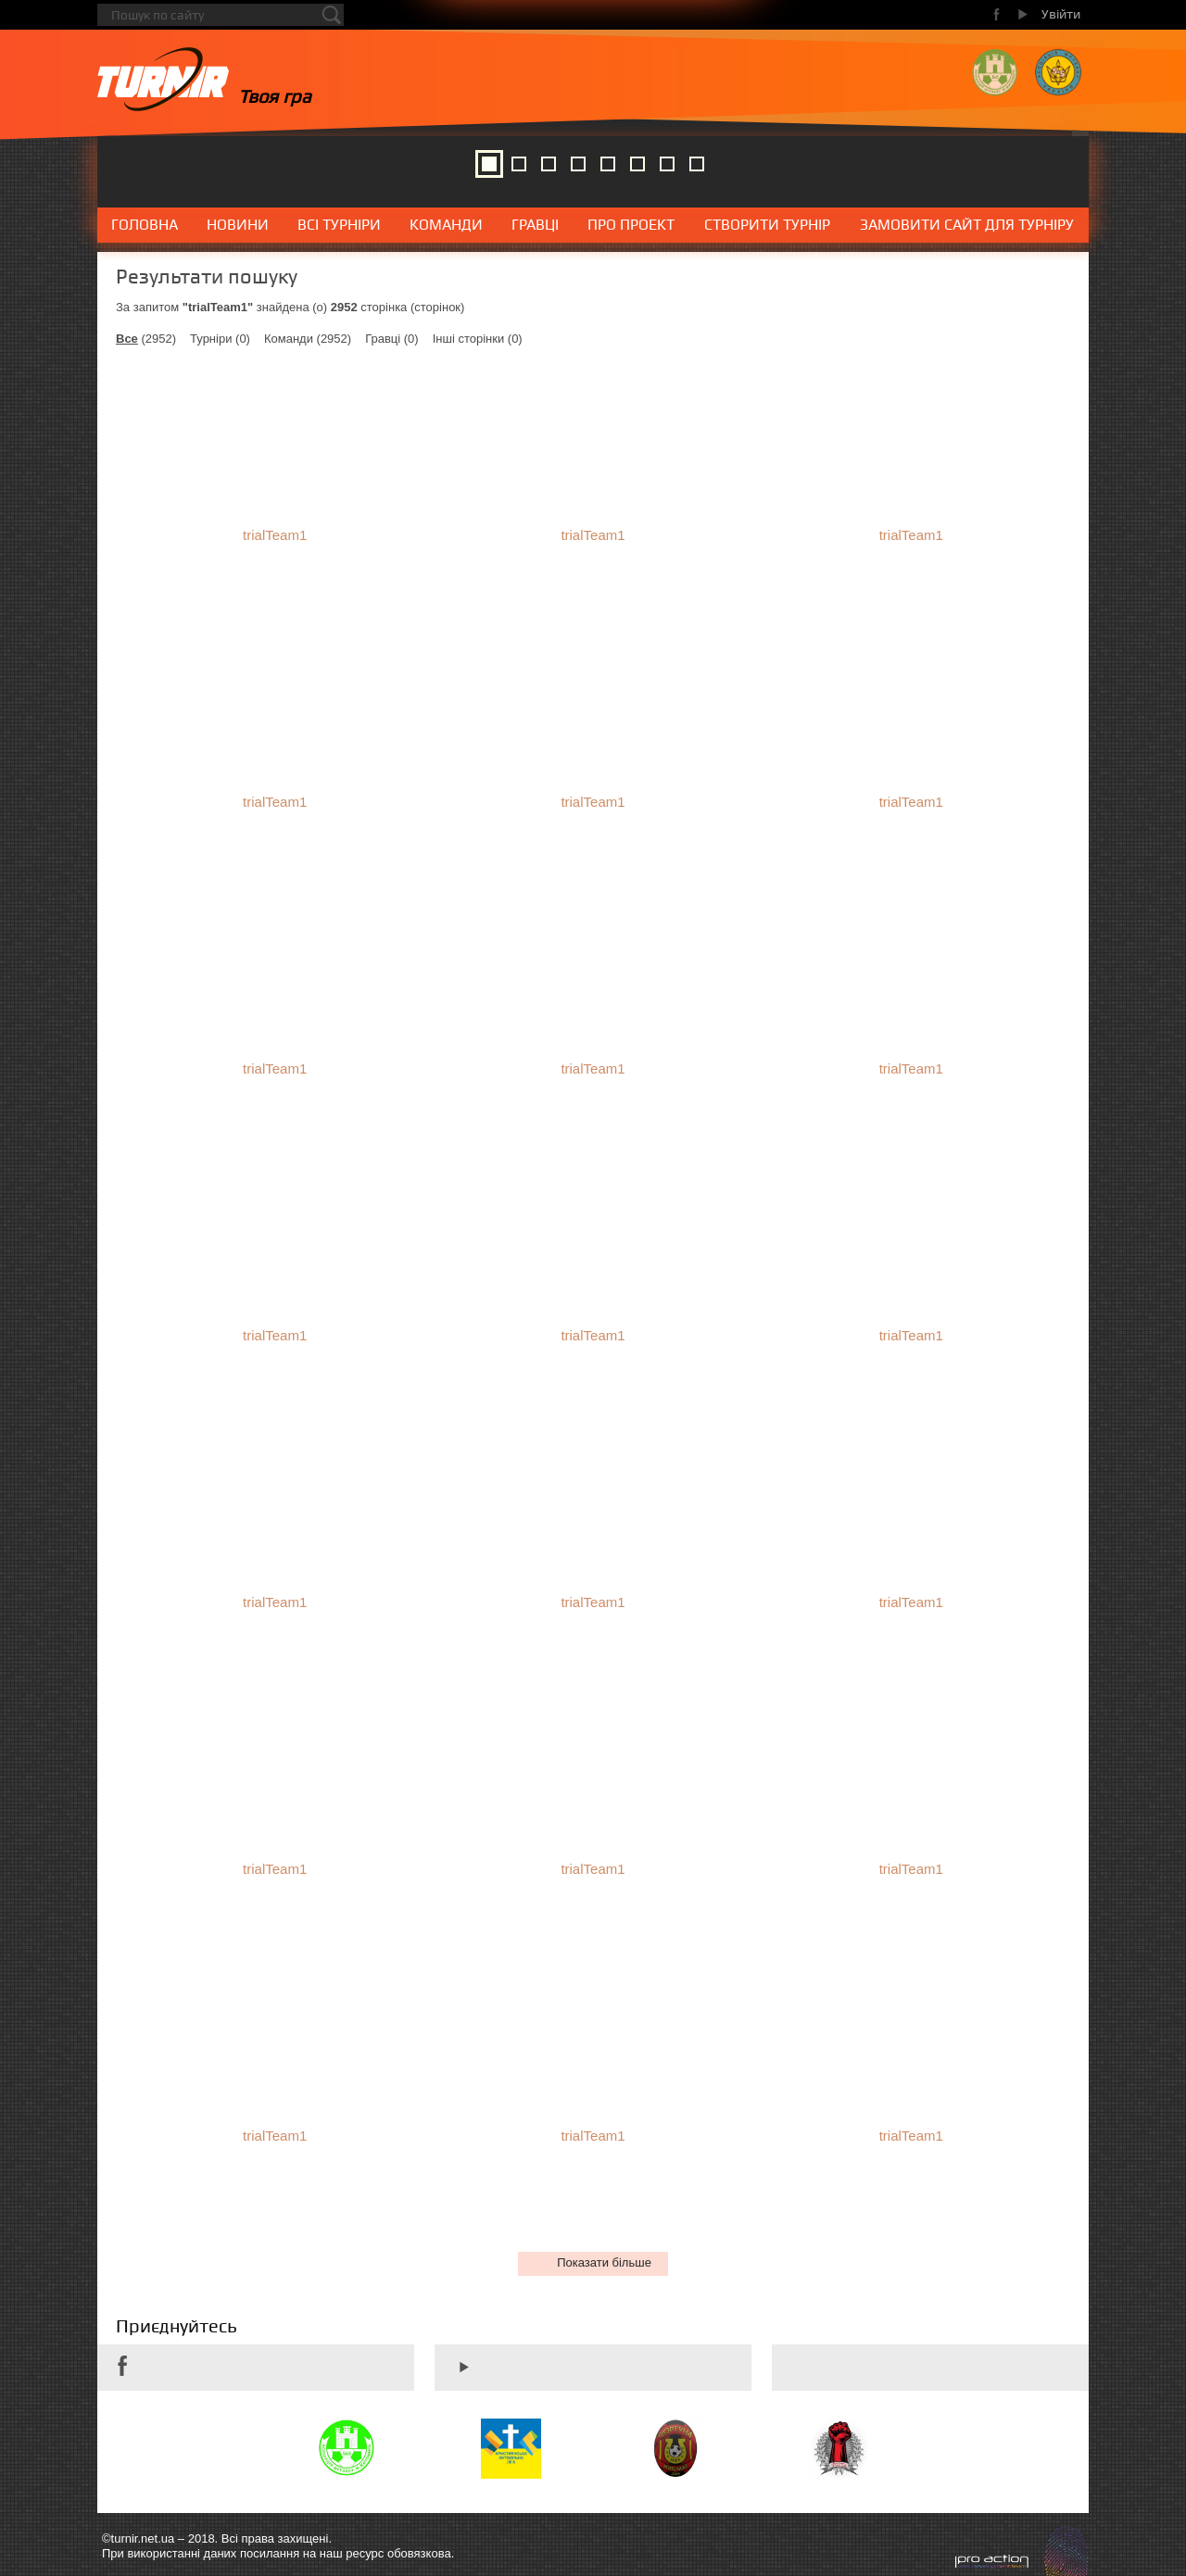 Пошук по сайту
Увійти
TURNIR
Твоя гра
ГОЛОВНА НОВИНИ ВСІ ТУРНІРИ КОМАНДИ ГРАВЦІ ПРО ПРОЕКТ СТВОРИТИ ТУРНІР ЗАМОВИТИ САЙТ ДЛЯ ТУРНІРУ
Результати пошуку
За запитом "trialTeam1" знайдена (о) 2952 сторінка (сторінок)
Все (2952) Турніри (0) Команди (2952) Гравці (0) Інші сторінки (0)
trialTeam1 trialTeam1 trialTeam1
trialTeam1 trialTeam1 trialTeam1
trialTeam1 trialTeam1 trialTeam1
trialTeam1 trialTeam1 trialTeam1
trialTeam1 trialTeam1 trialTeam1
trialTeam1 trialTeam1 trialTeam1
trialTeam1 trialTeam1 trialTeam1
Показати більше
Приєднуйтесь
©turnir.net.ua – 2018. Всі права захищені.
При використанні даних посилання на наш ресурс обовязкова.
pro action